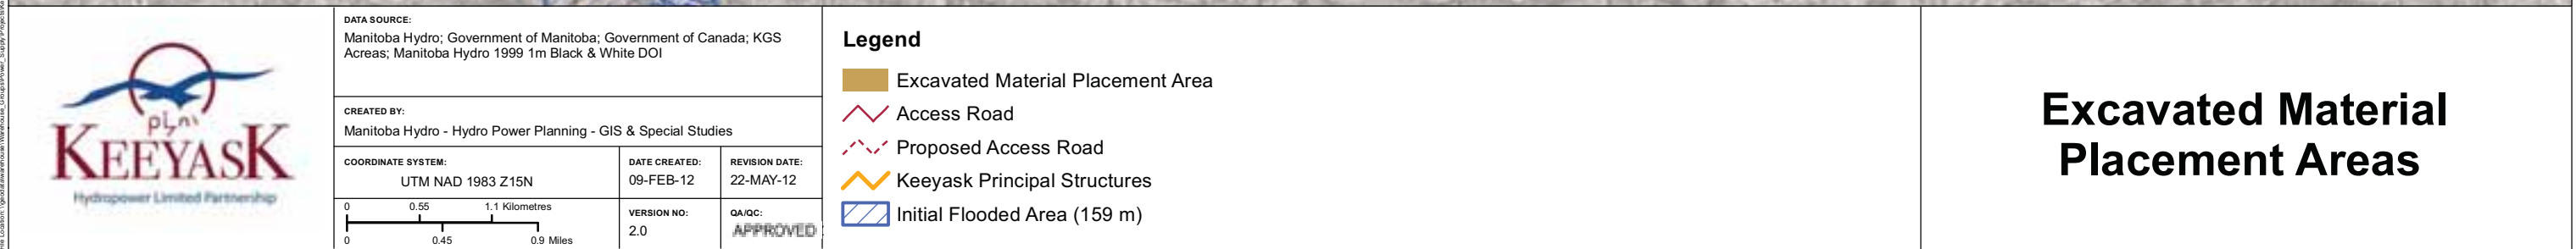 KEEYASK
Hydropower Limited Partnership
DATA SOURCE:
Manitoba Hydro; Government of Manitoba; Government of Canada; KGS
Acreas; Manitoba Hydro 1999 1m Black & White DOI
CREATED BY:
Manitoba Hydro - Hydro Power Planning - GIS & Special Studies
COORDINATE SYSTEM:
UTM NAD 1983 Z15N
DATE CREATED:
09-FEB-12
REVISION DATE:
22-MAY-12
0 0.55 1.1 Kilometres
0 0.45 0.9 Miles
VERSION NO:
2.0
QA/QC:
APPROVED
Legend
Excavated Material Placement Area
Access Road
Proposed Access Road
Keeyask Principal Structures
Initial Flooded Area (159 m)
Excavated Material
Placement Areas